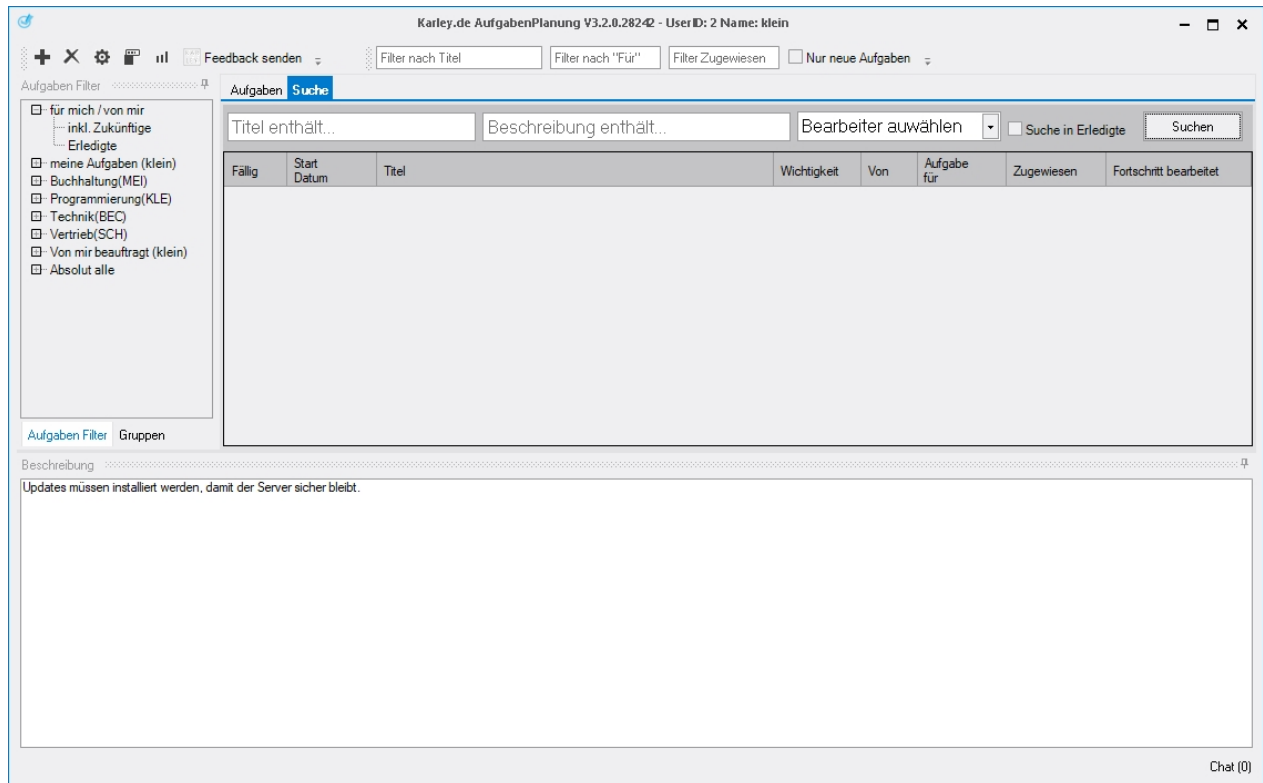 Karley.de AufgabenPlanung V3.2.0.28242 - UserID: 2 Name: klein
Feedback senden
Filter nach Titel
Filter nach "Für"
Filter Zugewiesen
Nur neue Aufgaben
Aufgaben Filter
für mich / von mir
inkl. Zukünftige
Erledigte
meine Aufgaben (klein)
Buchhaltung(MEI)
Programmierung(KLE)
Technik(BEC)
Vertrieb(SCH)
Von mir beauftragt (klein)
Absolut alle
Aufgaben Filter Gruppen
Aufgaben Suche
Titel enthält...
Beschreibung enthält...
Bearbeiter auwählen
Suche in Erledigte
Suchen
Fällig
Start
Datum
Titel
Wichtigkeit
Von
Aufgabe
für
Zugewiesen
Fortschritt bearbeitet
Beschreibung
Updates müssen installiert werden, damit der Server sicher bleibt.
Chat (0)